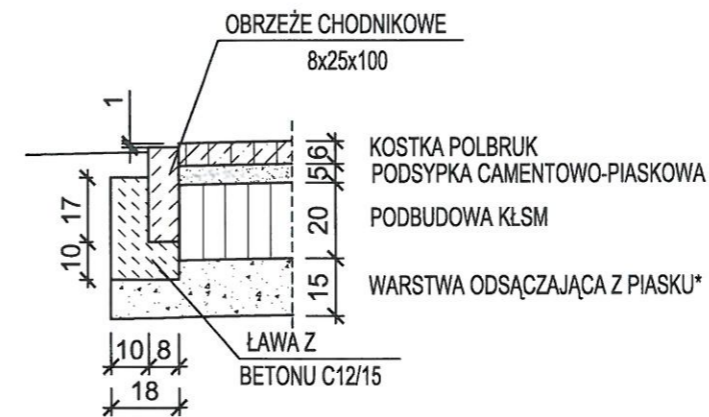 OBRZEŻE CHODNIKOWE
8x25x100
1
6
KOSTKA POLBRUK
5
PODSYPKA CAMENTOWO-PIASKOWA
17
20
PODBUDOWA KŁSM
10
15
WARSTWA ODSĄCZAJĄCA Z PIASKU*
10
8
ŁAWA Z
BETONU C12/15
18